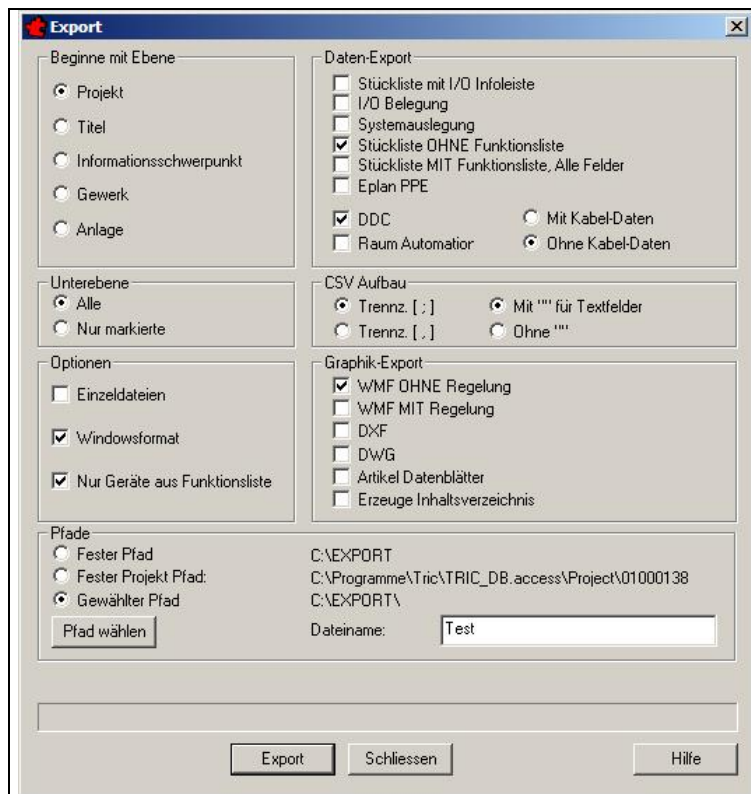 Export
Beginne mit Ebene
Projekt
Titel
Informationsschwerpunkt
Gewerk
Anlage
Daten-Export
Stückliste mit I/O Infoleiste
I/O Belegung
Systemauslegung
Stückliste OHNE Funktionsliste
Stückliste MIT Funktionsliste, Alle Felder
Eplan PPE
DDC
Mit Kabel-Daten
Raum Automation
Ohne Kabel-Daten
Unterebene
Alle
Nur markierte
CSV Aufbau
Trennz. [ ; ]
Mit "" für Textfelder
Trennz. [ , ]
Ohne ""
Optionen
Einzeldateien
Windowsformat
Nur Geräte aus Funktionsliste
Graphik-Export
WMF OHNE Regelung
WMF MIT Regelung
DXF
DWG
Artikel Datenblätter
Erzeuge Inhaltsverzeichnis
Pfade
Fester Pfad C:\EXPORT
Fester Projekt Pfad: C:\Programme\Tric\TRIC_DB.access\Project\01000138
Gewählter Pfad C:\EXPORT\
Pfad wählen Dateiname: Test
Export Schliessen Hilfe